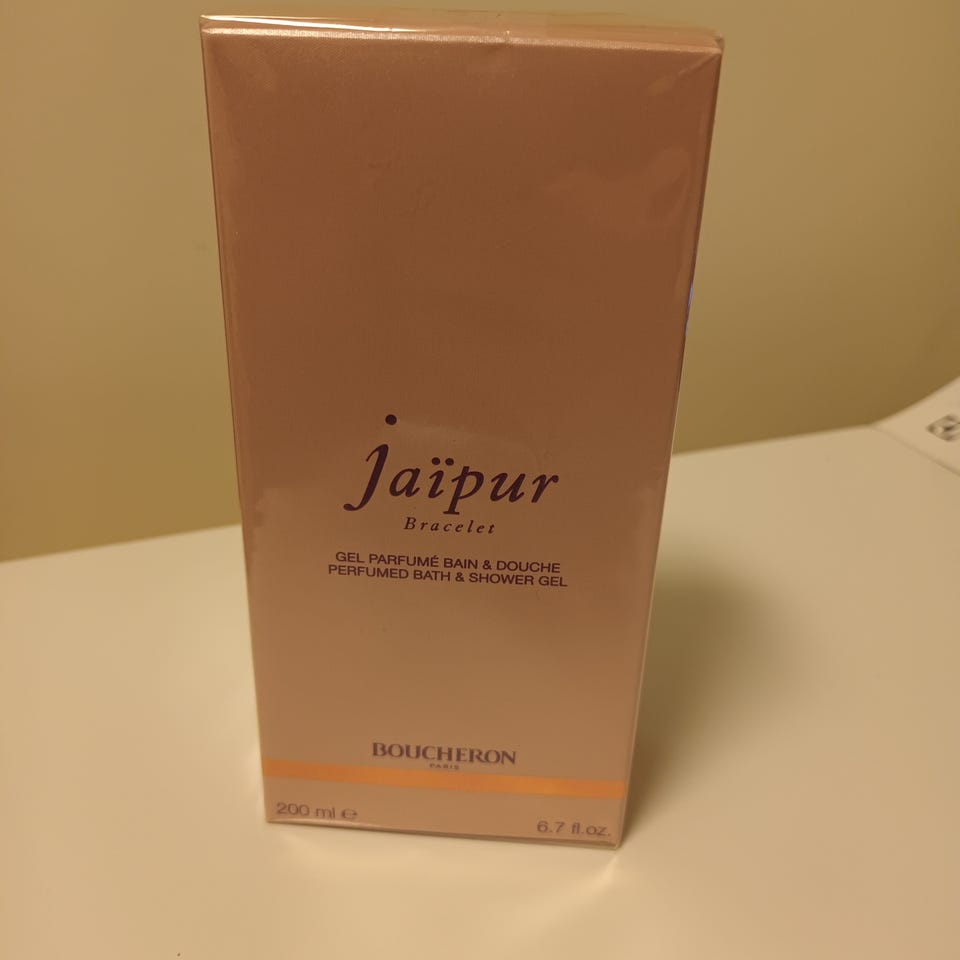 jaïpur
Bracelet
GEL PARFUMÉ BAIN & DOUCHE
PERFUMED BATH & SHOWER GEL
BOUCHERON
PARIS
200 ml ℮
6.7 fl.oz.